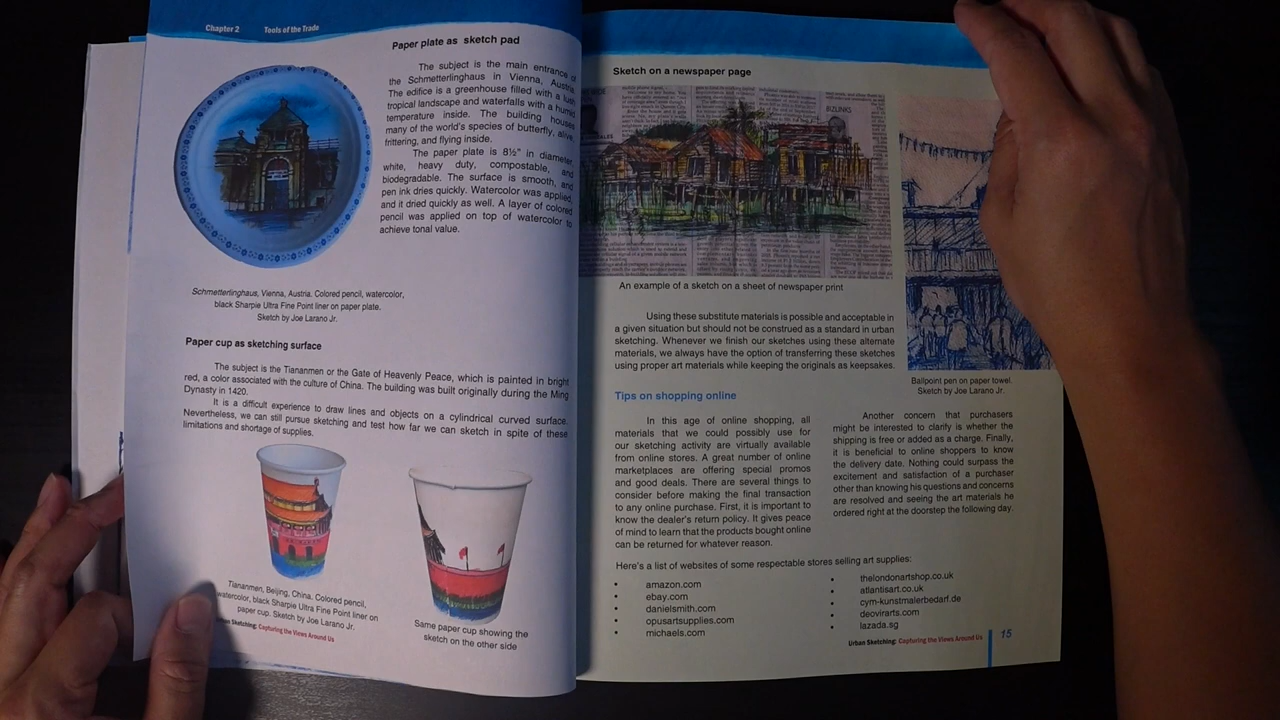 Chapter 2 Tools of the Trade
Paper plate as sketch pad
The subject is the main entrance of
the Schmetterlinghaus in Vienna, Austria.
The edifice is a greenhouse filled with a lush
tropical landscape and waterfalls with a humid
temperature inside. The building houses
many of the world's species of butterfly, alive,
frittering, and flying inside.
The paper plate is 8½" in diameter,
white, heavy duty, compostable, and
biodegradable. The surface is smooth, and
pen ink dries quickly. Watercolor was applied,
and it dried quickly as well. A layer of colored
pencil was applied on top of watercolor to
achieve tonal value.
Schmetterlinghaus, Vienna, Austria. Colored pencil, watercolor,
black Sharpie Ultra Fine Point liner on paper plate.
Sketch by Joe Larano Jr.
Paper cup as sketching surface
The subject is the Tiananmen or the Gate of Heavenly Peace, which is painted in bright
red, a color associated with the culture of China. The building was built originally during the Ming
Dynasty in 1420.
It is a difficult experience to draw lines and objects on a cylindrical curved surface.
Nevertheless, we can still pursue sketching and test how far we can sketch in spite of these
limitations and shortage of supplies.
Tiananmen, Beijing, China. Colored pencil,
watercolor, black Sharpie Ultra Fine Point liner on
paper cup. Sketch by Joe Larano Jr.
Same paper cup showing the
sketch on the other side
Sketching: Capturing the Views Around Us
Sketch on a newspaper page
BIZLINKS
An example of a sketch on a sheet of newspaper print
Using these substitute materials is possible and acceptable in
a given situation but should not be construed as a standard in urban
sketching. Whenever we finish our sketches using these alternate
materials, we always have the option of transferring these sketches
using proper art materials while keeping the originals as keepsakes.
Ballpoint pen on paper towel.
Sketch by Joe Larano Jr.
Tips on shopping online
In this age of online shopping, all
materials that we could possibly use for
our sketching activity are virtually available
from online stores. A great number of online
marketplaces are offering special promos
and good deals. There are several things to
consider before making the final transaction
to any online purchase. First, it is important to
know the dealer's return policy. It gives peace
of mind to learn that the products bought online
can be returned for whatever reason.
Another concern that purchasers
might be interested to clarify is whether the
shipping is free or added as a charge. Finally,
it is beneficial to online shoppers to know
the delivery date. Nothing could surpass the
excitement and satisfaction of a purchaser
other than knowing his questions and concerns
are resolved and seeing the art materials he
ordered right at the doorstep the following day.
Here's a list of websites of some respectable stores selling art supplies:
• amazon.com
• ebay.com
• danielsmith.com
• opusartsupplies.com
• michaels.com
• thelondonartshop.co.uk
• atlantisart.co.uk
• cym-kunstmalerbedarf.de
• deovirarts.com
• lazada.sg
Urban Sketching: Capturing the Views Around Us 15